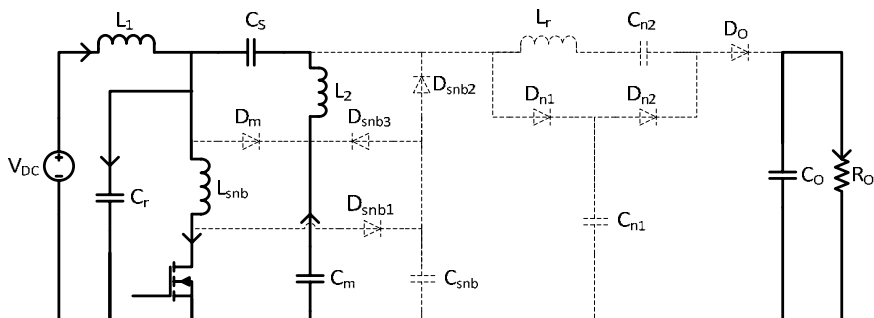 L1 CS Lr Cn2 DO
L2 Dsnb2 Dn1 Dn2
Dm Dsnb3
VDC Cr Lsnb CO RO
Dsnb1 Cn1
Cm Csnb